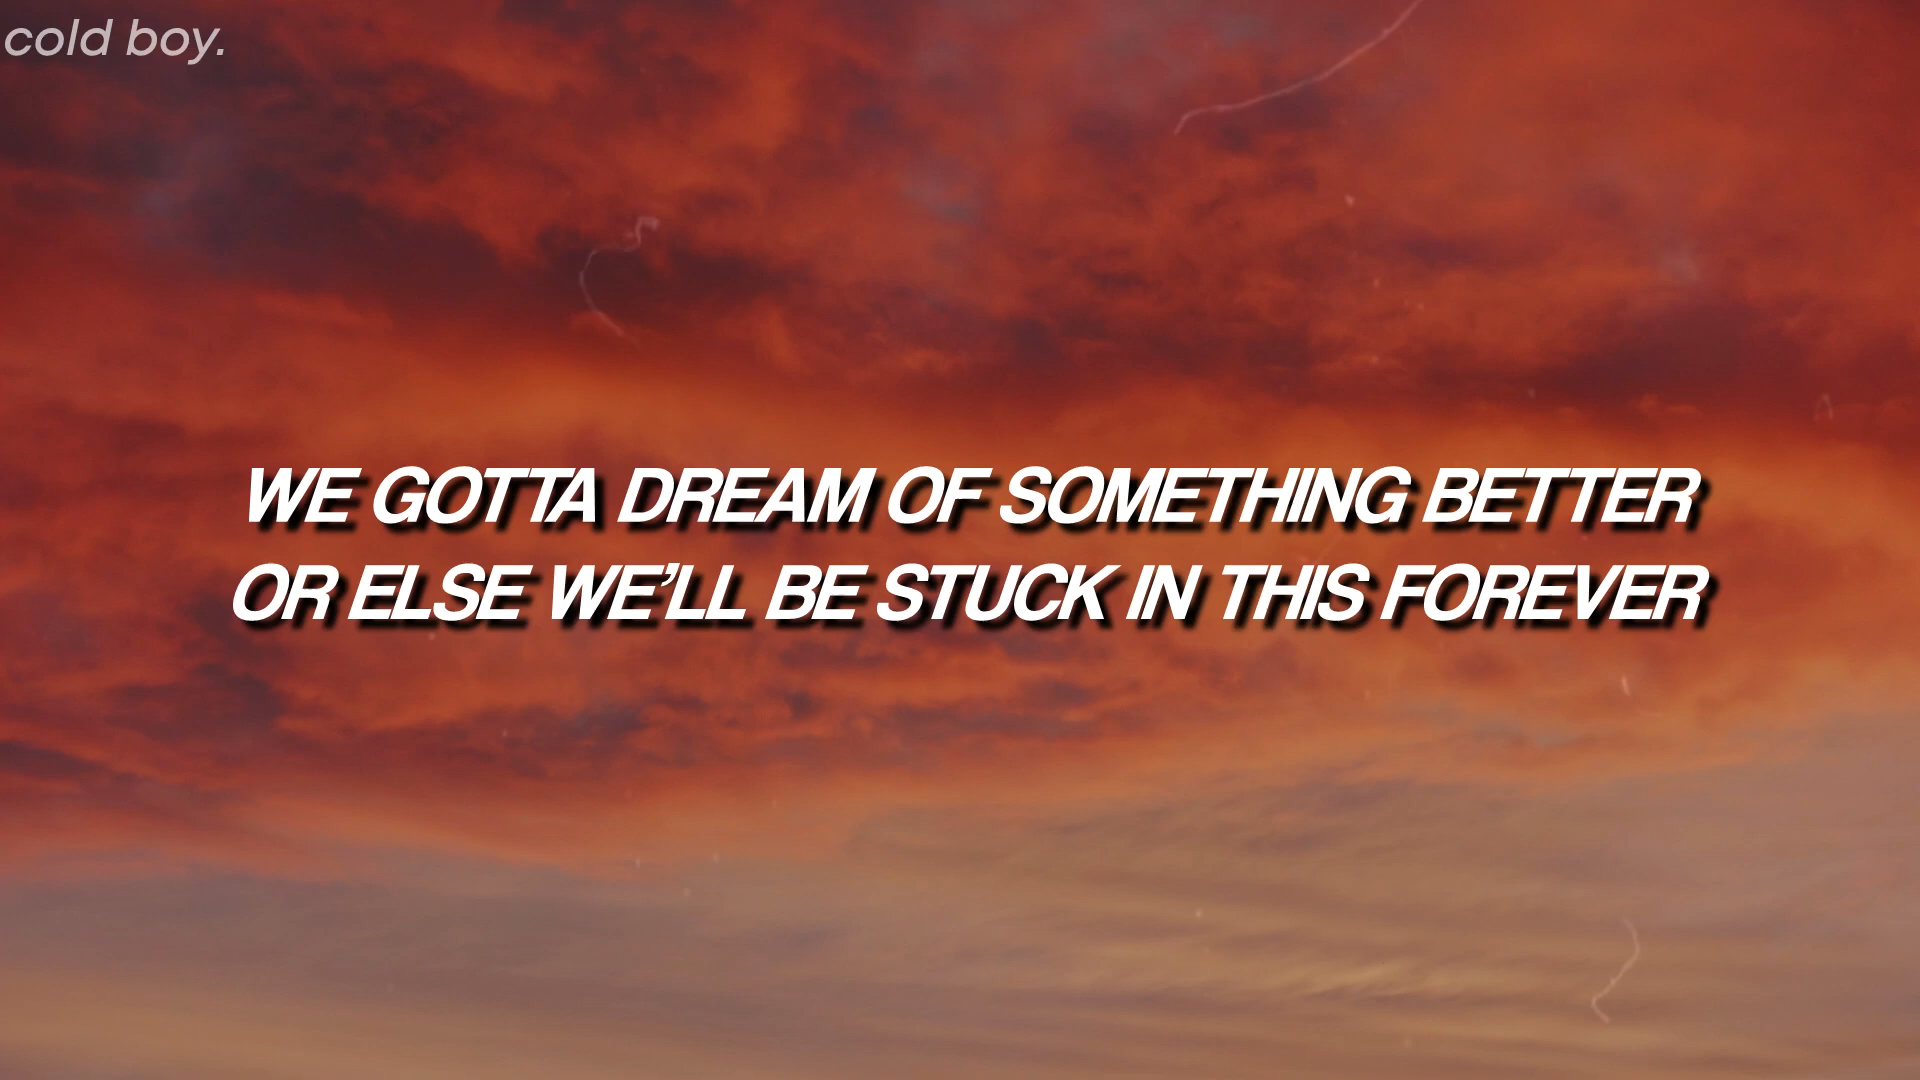 cold boy.
WE GOTTA DREAM OF SOMETHING BETTER
OR ELSE WE'LL BE STUCK IN THIS FOREVER